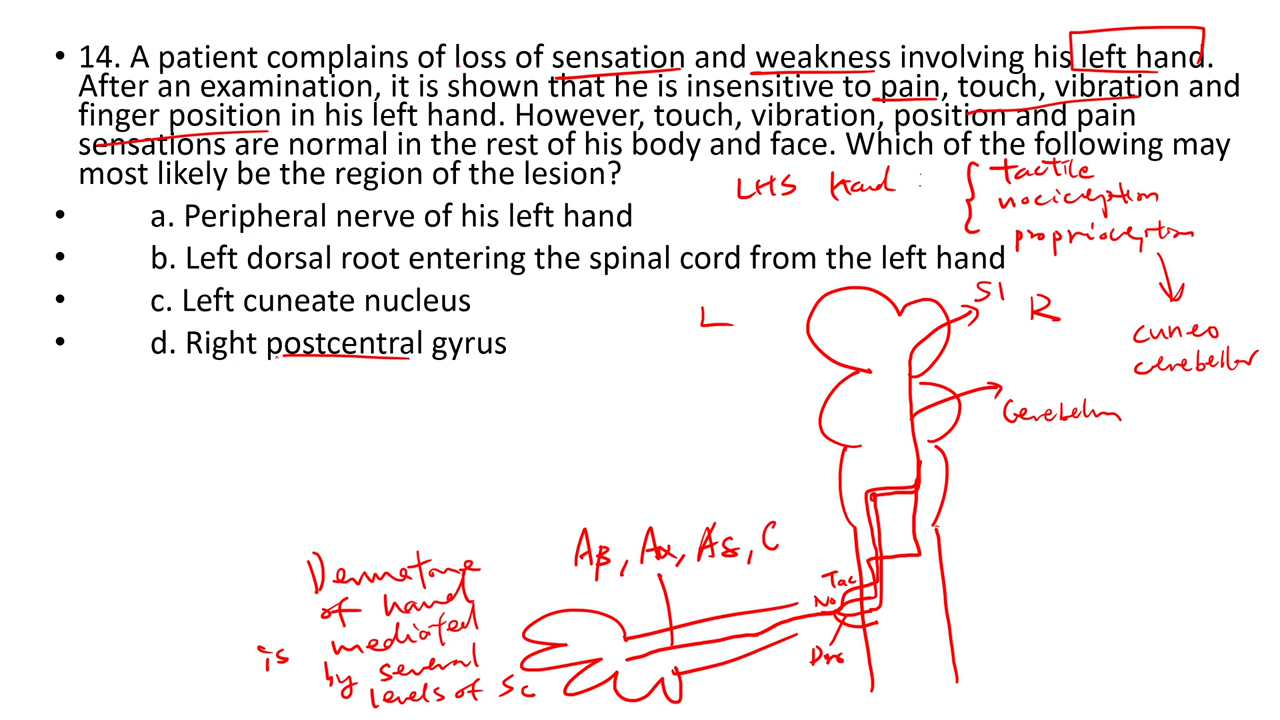 • 14. A patient complains of loss of sensation and weakness involving his left hand.
After an examination, it is shown that he is insensitive to pain, touch, vibration and
finger position in his left hand. However, touch, vibration, position and pain
sensations are normal in the rest of his body and face. Which of the following may
most likely be the region of the lesion?
• a. Peripheral nerve of his left hand
• b. Left dorsal root entering the spinal cord from the left hand
• c. Left cuneate nucleus
• d. Right postcentral gyrus
LHS Hand :
tactile
nociception
proprioception
cuneo
cerebellar
L
S1
R
Cerebellum
Aβ, Aα, Aδ, C
Tac
No
Dermatome
of hand
is mediated
by several
levels of Sc